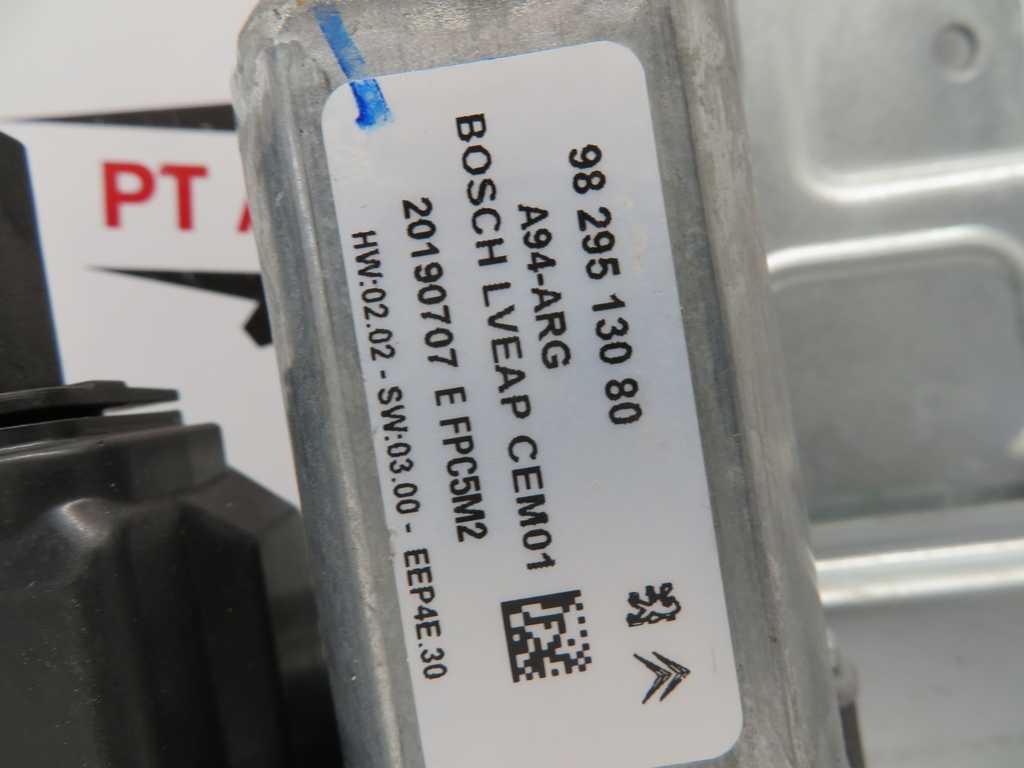 98 295 130 80
A94-ARG
BOSCH LVEAP CEM01
20190707 E FPC5M2
HW:02.02 - SW:03.00 - EEP4E.30
PT